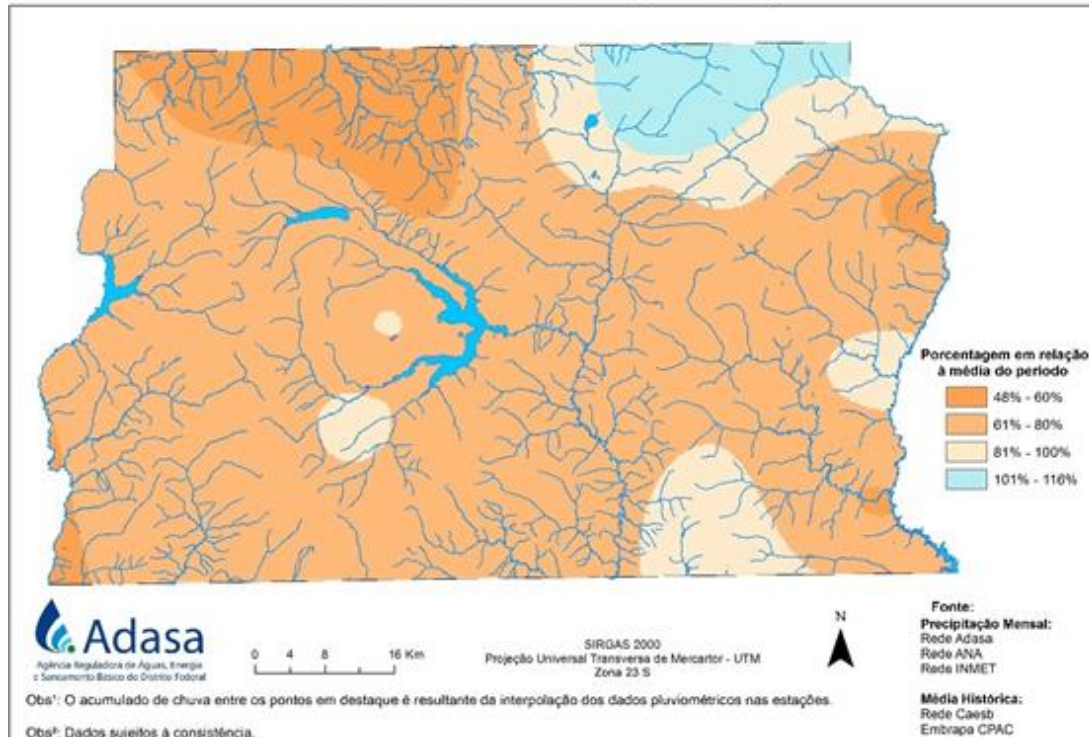 Porcentagem em relação
à média do periodo
48% - 60%
61% - 80%
81% - 100%
101% - 116%
Adasa
Agência Reguladora de Águas, Energia
e Saneamento Básico do Distrito Federal
0 4 8 16 Km
SIRGAS 2000
Projeção Universal Transversa de Mercartor - UTM
Zona 23 S
N
Fonte:
Precipitação Mensal:
Rede Adasa
Rede ANA
Rede INMET
Média Histórica:
Rede Caesb
Embrapa CPAC
Obs¹: O acumulado de chuva entre os pontos em destaque é resultante da interpolação dos dados pluviométricos nas estações.
Obs²: Dados sujeitos à consistência.